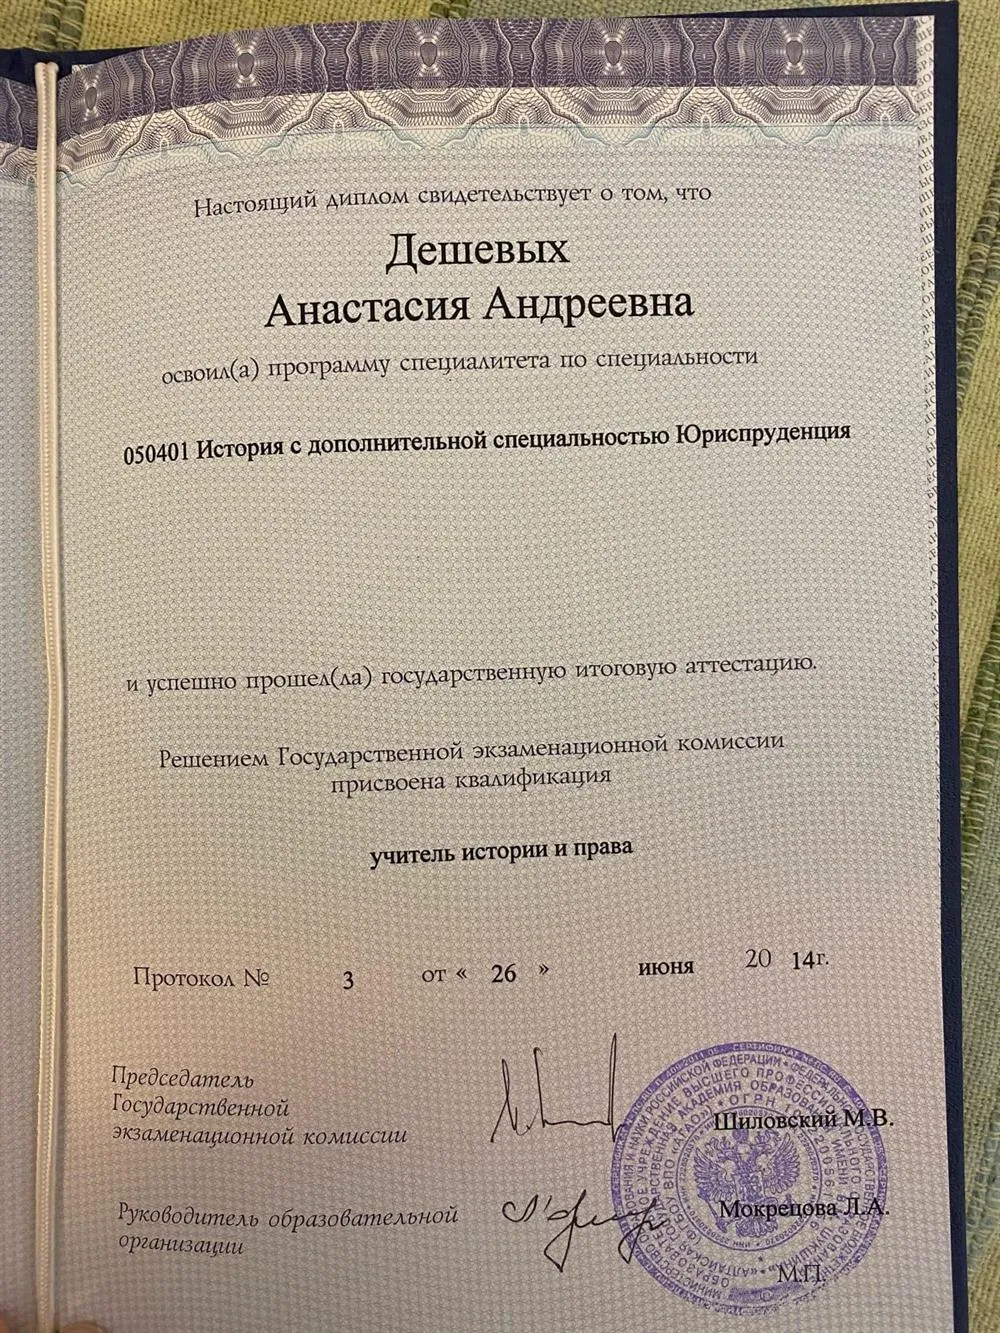 Настоящий диплом свидетельствует о том, что
Дешевых
Анастасия Андреевна
освоил(а) программу специалитета по специальности
050401 История с дополнительной специальностью Юриспруденция
и успешно прошел(ла) государственную итоговую аттестацию.
Решением Государственной экзаменационной комиссии
присвоена квалификация
учитель истории и права
Протокол № 3 от « 26 » июня 20 14г.
Председатель
Государственной
экзаменационной комиссии
Шиловский М.В.
Руководитель образовательной
организации
Мокрецова Л.А.
М.П.